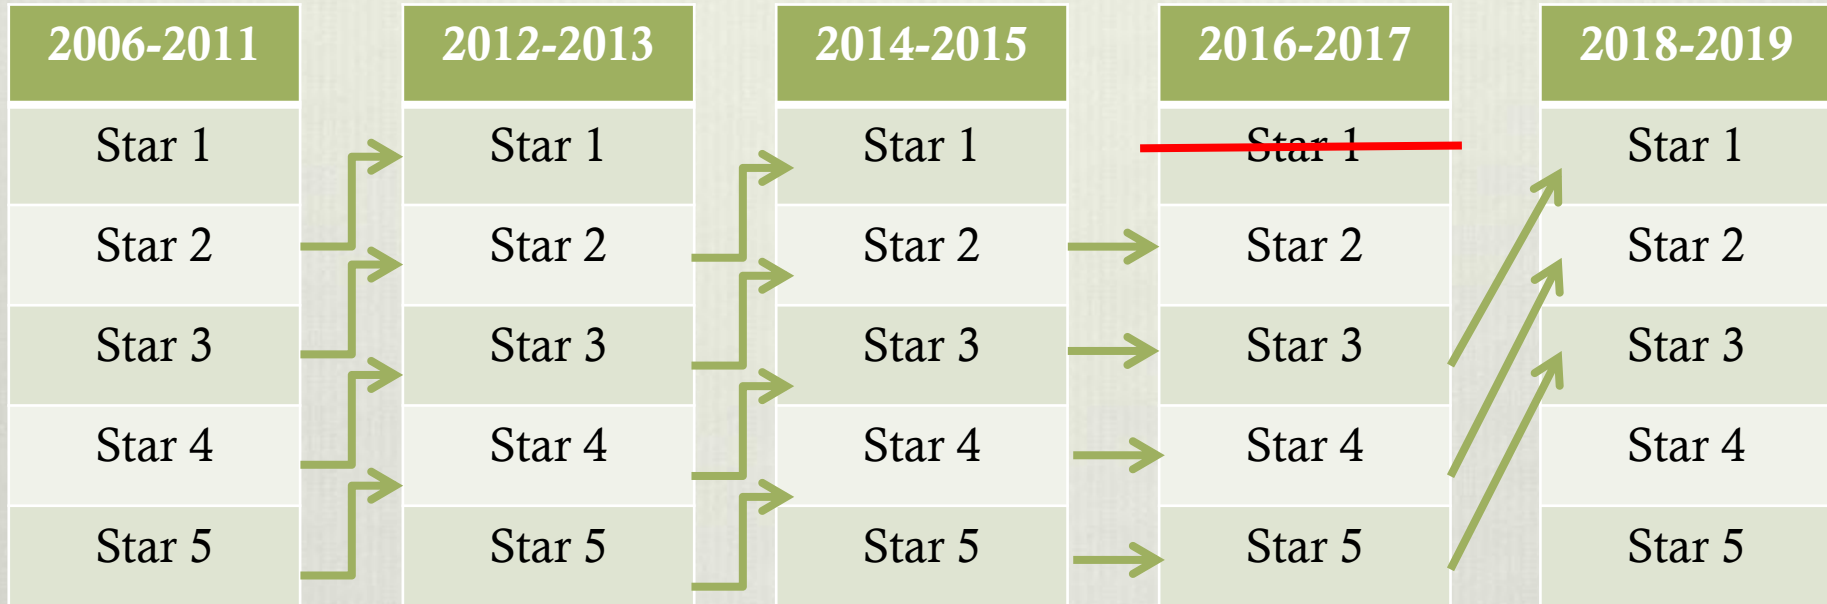 2006-2011 2012-2013 2014-2015 2016-2017 2018-2019
Star 1 Star 1 Star 1 Star 1 Star 1
Star 2 Star 2 Star 2 Star 2 Star 2
Star 3 Star 3 Star 3 Star 3 Star 3
Star 4 Star 4 Star 4 Star 4 Star 4
Star 5 Star 5 Star 5 Star 5 Star 5